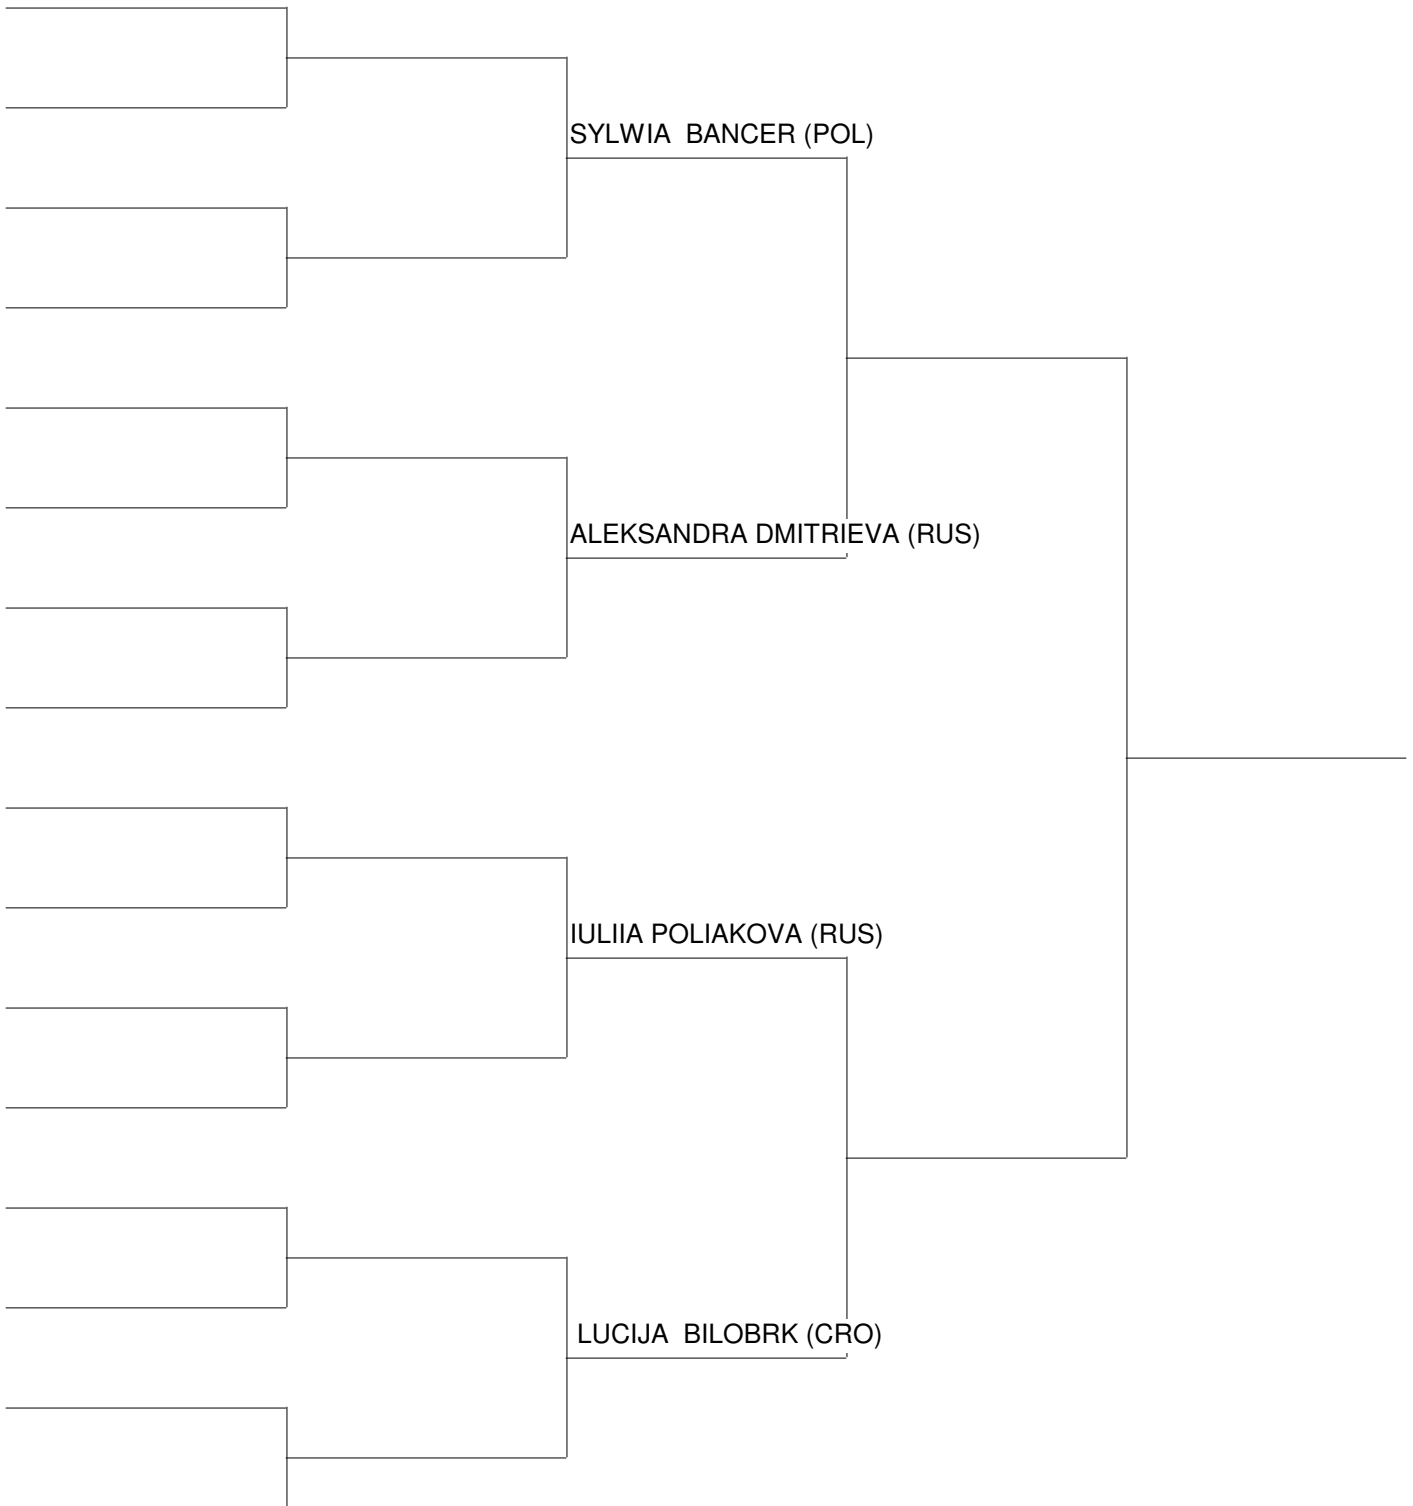 SYLWIA  BANCER (POL)
ALEKSANDRA DMITRIEVA (RUS)
IULIIA POLIAKOVA (RUS)
LUCIJA  BILOBRK (CRO)